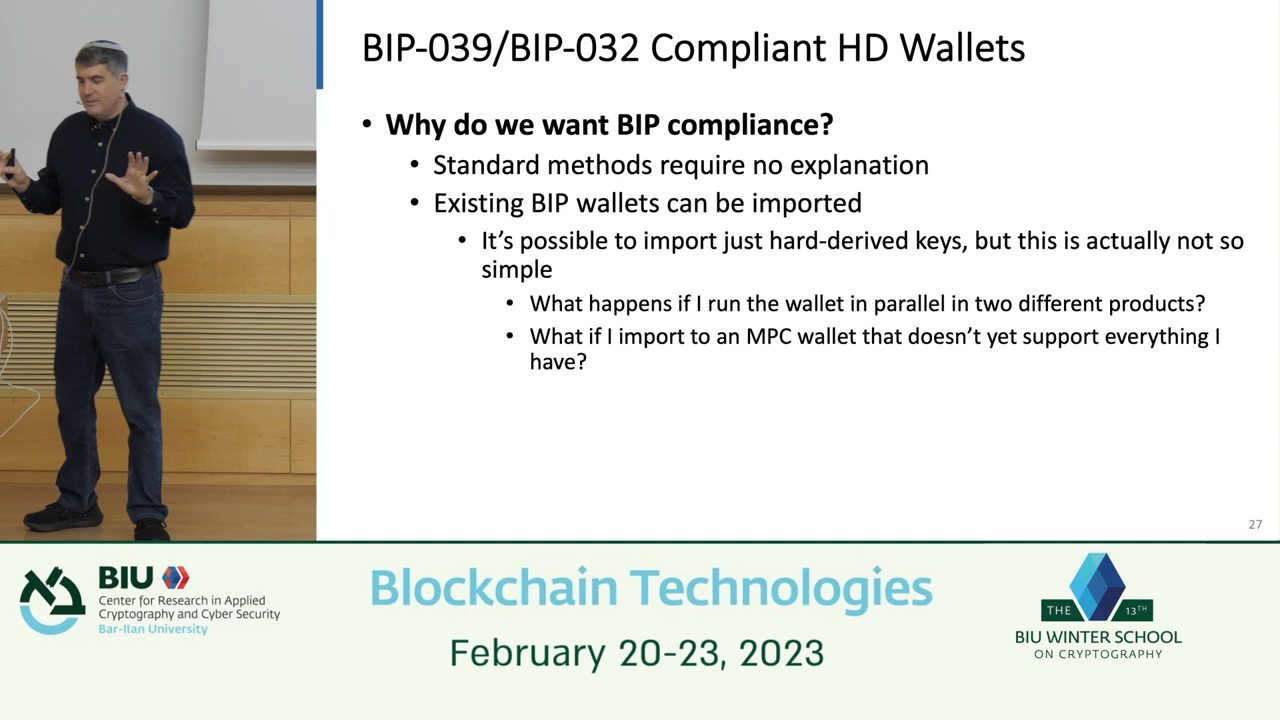 BIP-039/BIP-032 Compliant HD Wallets
• Why do we want BIP compliance?
• Standard methods require no explanation
• Existing BIP wallets can be imported
• It’s possible to import just hard-derived keys, but this is actually not so
simple
• What happens if I run the wallet in parallel in two different products?
• What if I import to an MPC wallet that doesn’t yet support everything I
have?
27
BIU
Center for Research in Applied
Cryptography and Cyber Security
Bar-Ilan University
Blockchain Technologies
February 20-23, 2023
THE 13TH
BIU WINTER SCHOOL
ON CRYPTOGRAPHY